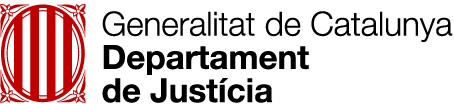 Generalitat de Catalunya
Departament
de Justícia